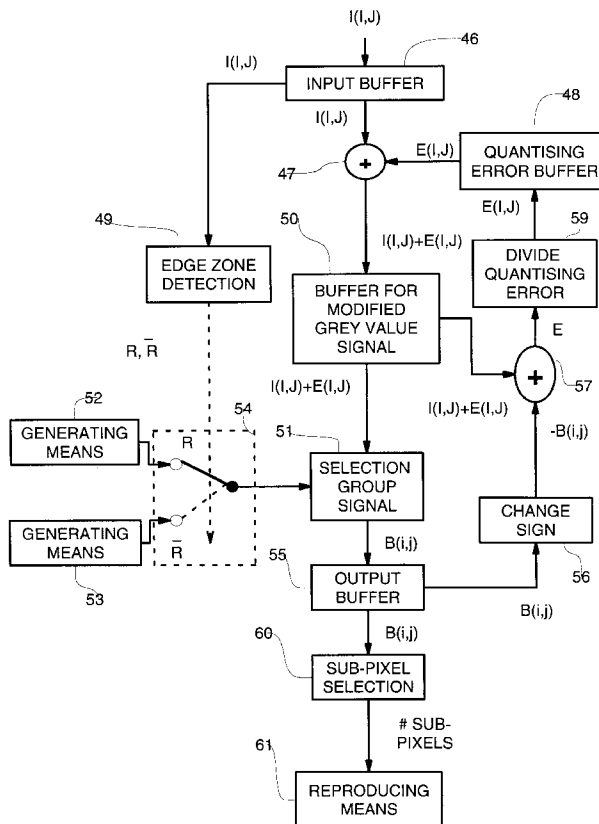 I(I,J)
46
I(I,J)
INPUT BUFFER
48
I(I,J)
47
+
E(I,J)
QUANTISING
ERROR BUFFER
49
50
E(I,J)
59
I(I,J)+E(I,J)
EDGE ZONE
DETECTION
DIVIDE
QUANTISING
ERROR
BUFFER FOR
MODIFIED
GREY VALUE
SIGNAL
E
R, R̅
+
57
52
54
I(I,J)+E(I,J)
51
I(I,J)+E(I,J)
-B(i,j)
GENERATING
MEANS
R
SELECTION
GROUP
SIGNAL
GENERATING
MEANS
R̅
CHANGE
SIGN
53
B(i,j)
56
55
OUTPUT
BUFFER
B(i,j)
60
B(i,j)
SUB-PIXEL
SELECTION
# SUB-
PIXELS
61
REPRODUCING
MEANS